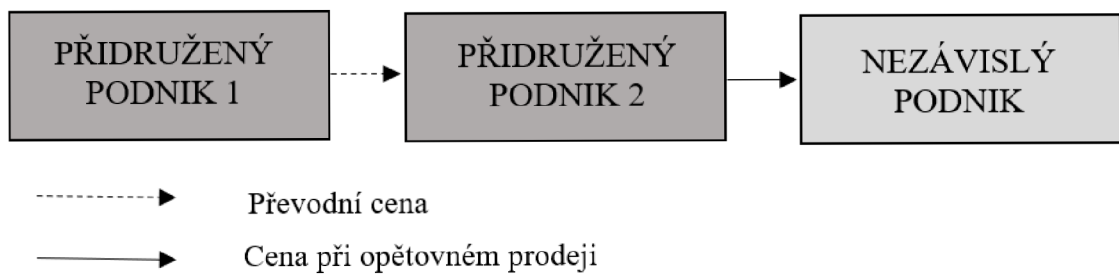 PŘIDRUŽENÝ
PODNIK 1
PŘIDRUŽENÝ
PODNIK 2
NEZÁVISLÝ
PODNIK
Převodní cena
Cena při opětovném prodeji